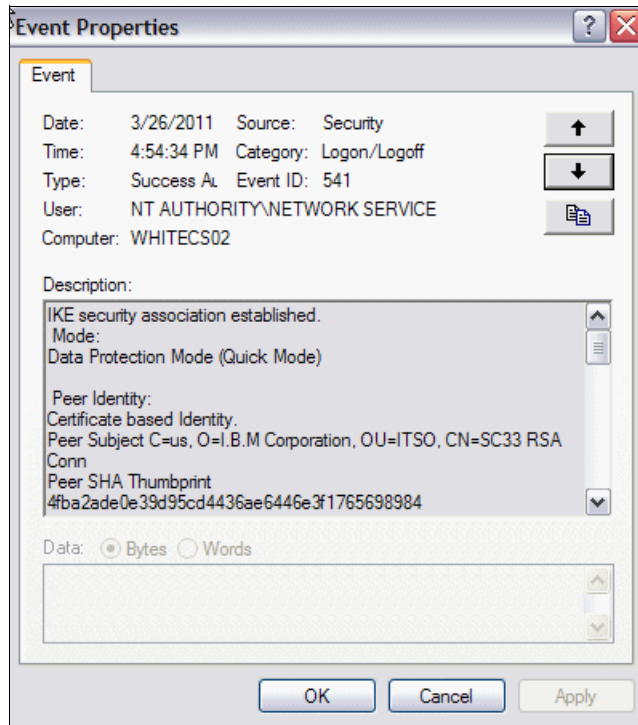 Event Properties
Event
Date: 3/26/2011 Source: Security
Time: 4:54:34 PM Category: Logon/Logoff
Type: Success Au Event ID: 541
User: NT AUTHORITY\NETWORK SERVICE
Computer: WHITECS02
Description:
IKE security association established.
Mode:
Data Protection Mode (Quick Mode)
Peer Identity:
Certificate based Identity.
Peer Subject C=us, O=I.B.M Corporation, OU=ITSO, CN=SC33 RSA
Conn
Peer SHA Thumbprint
4fba2ade0e39d95cd4436ae6446e3f1765698984
Data: Bytes Words
OK Cancel Apply